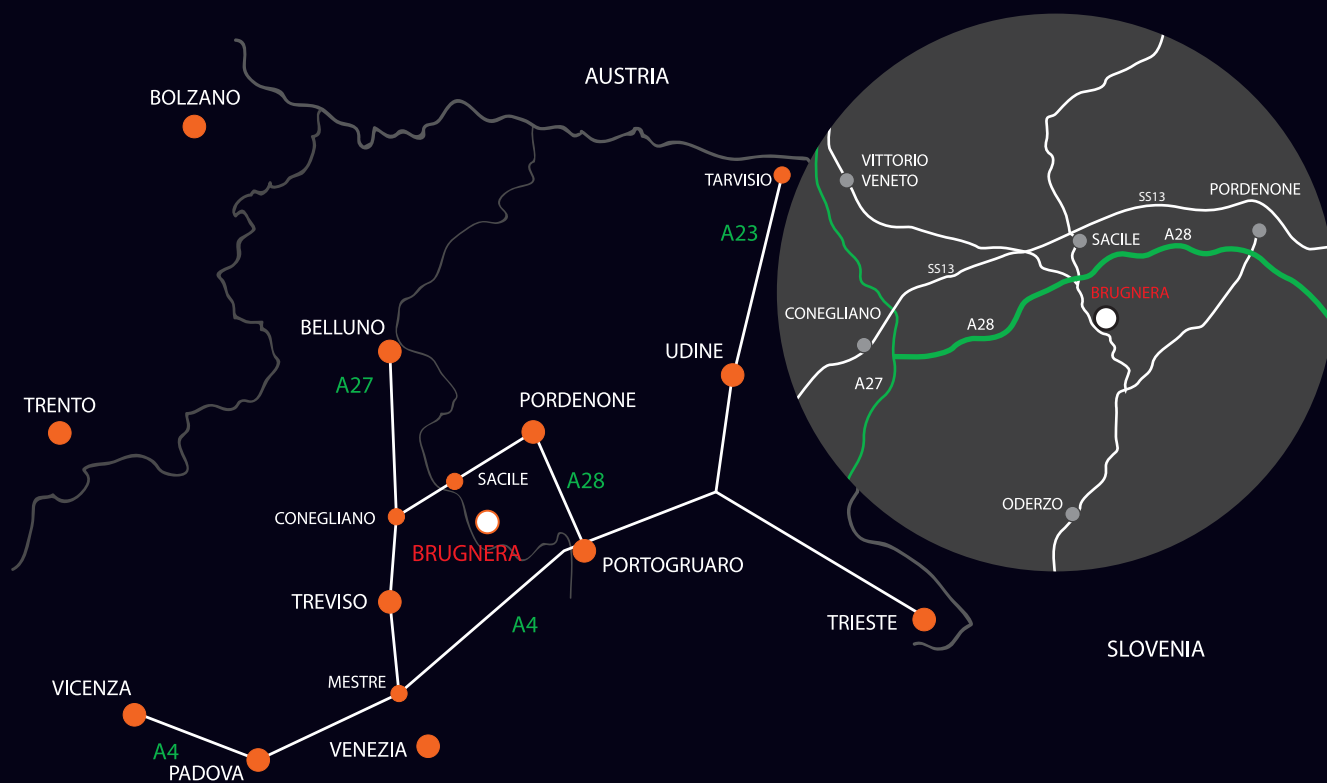 AUSTRIA
BOLZANO
TARVISIO
A23
BELLUNO
A27
UDINE
TRENTO
PORDENONE
SACILE
A28
CONEGLIANO
BRUGNERA
PORTOGRUARO
TREVISO
A4
TRIESTE
SLOVENIA
MESTRE
VICENZA
A4
VENEZIA
PADOVA
VITTORIO
VENETO
PORDENONE
SS13
SACILE
A28
SS13
BRUGNERA
CONEGLIANO
A28
A27
ODERZO